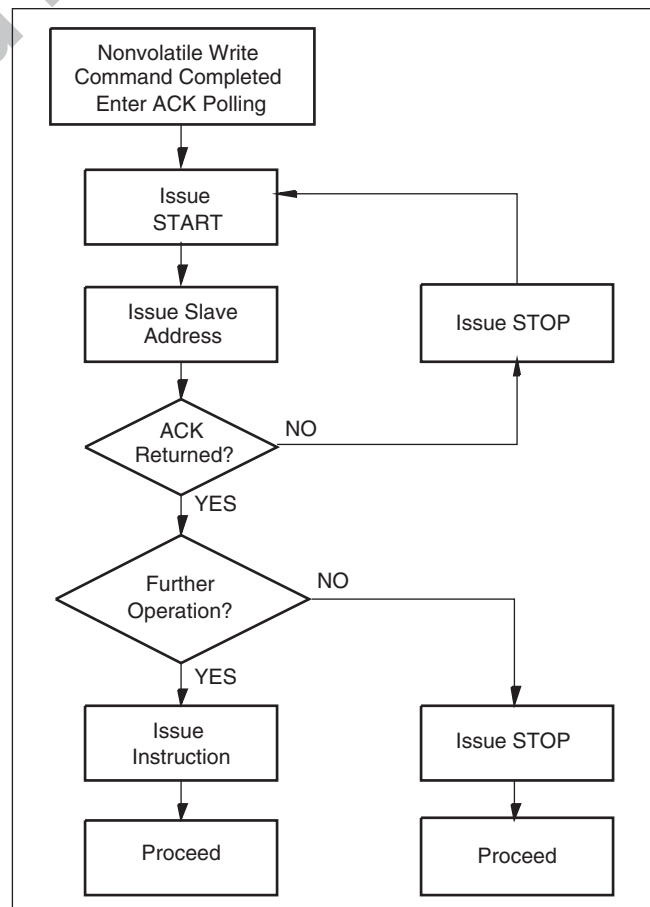 Nonvolatile Write
Command Completed
Enter ACK Polling
Issue
START
Issue Slave
Address
Issue STOP
ACK
Returned?
NO
YES
Further
Operation?
NO
YES
Issue
Instruction
Issue STOP
Proceed
Proceed